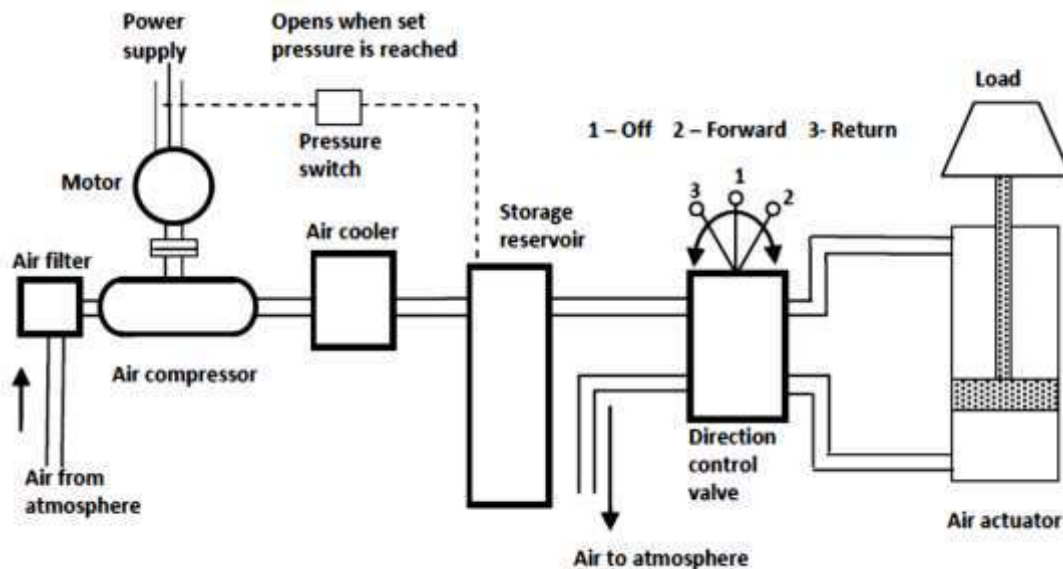 Power
supply
Opens when set
pressure is reached
Load
1 – Off 2 – Forward 3- Return
Pressure
switch
Motor
1
3
2
Storage
reservoir
Air cooler
Air filter
Air compressor
Direction
control
valve
Air from
atmosphere
Air actuator
Air to atmosphere